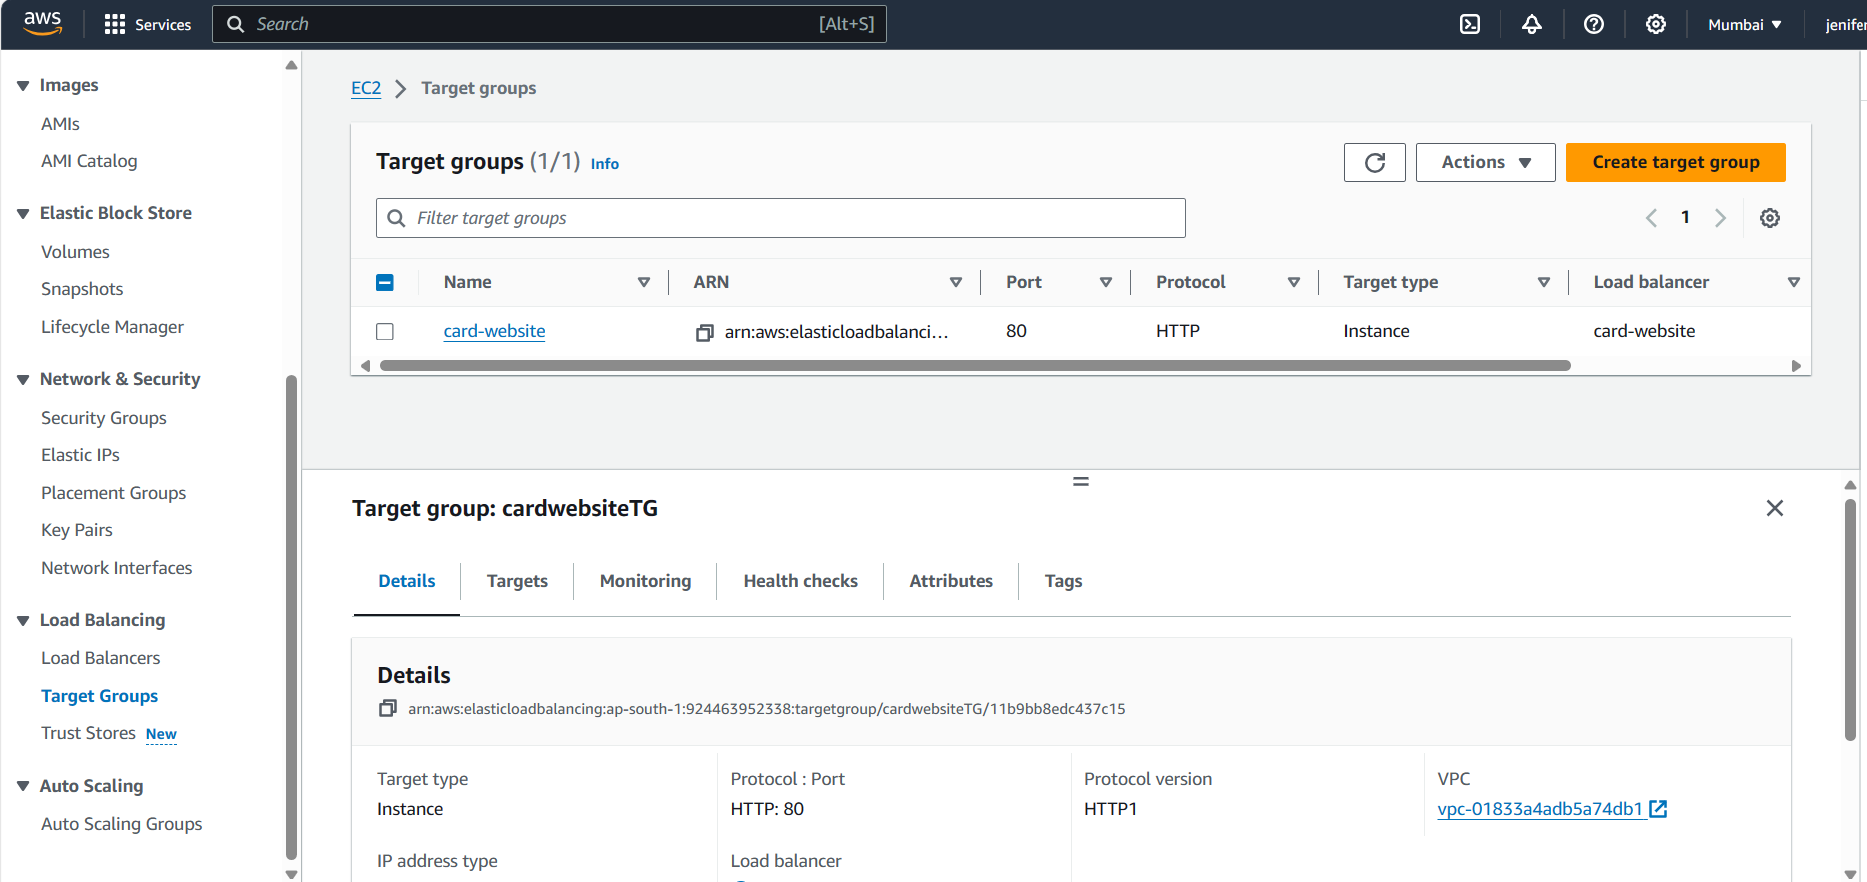 aws
Services
Search
[Alt+S]
Mumbai
jenifer
Images
AMIs
AMI Catalog
Elastic Block Store
Volumes
Snapshots
Lifecycle Manager
Network & Security
Security Groups
Elastic IPs
Placement Groups
Key Pairs
Network Interfaces
Load Balancing
Load Balancers
Target Groups
Trust Stores New
Auto Scaling
Auto Scaling Groups
EC2 > Target groups
Target groups (1/1) Info
Actions
Create target group
Filter target groups
1
Name ARN Port Protocol Target type Load balancer
card-website arn:aws:elasticloadbalanci... 80 HTTP Instance card-website
Target group: cardwebsiteTG
Details Targets Monitoring Health checks Attributes Tags
Details
arn:aws:elasticloadbalancing:ap-south-1:924463952338:targetgroup/cardwebsiteTG/11b9bb8edc437c15
Target type Protocol : Port Protocol version VPC
Instance HTTP: 80 HTTP1 vpc-01833a4adb5a74db1
IP address type Load balancer